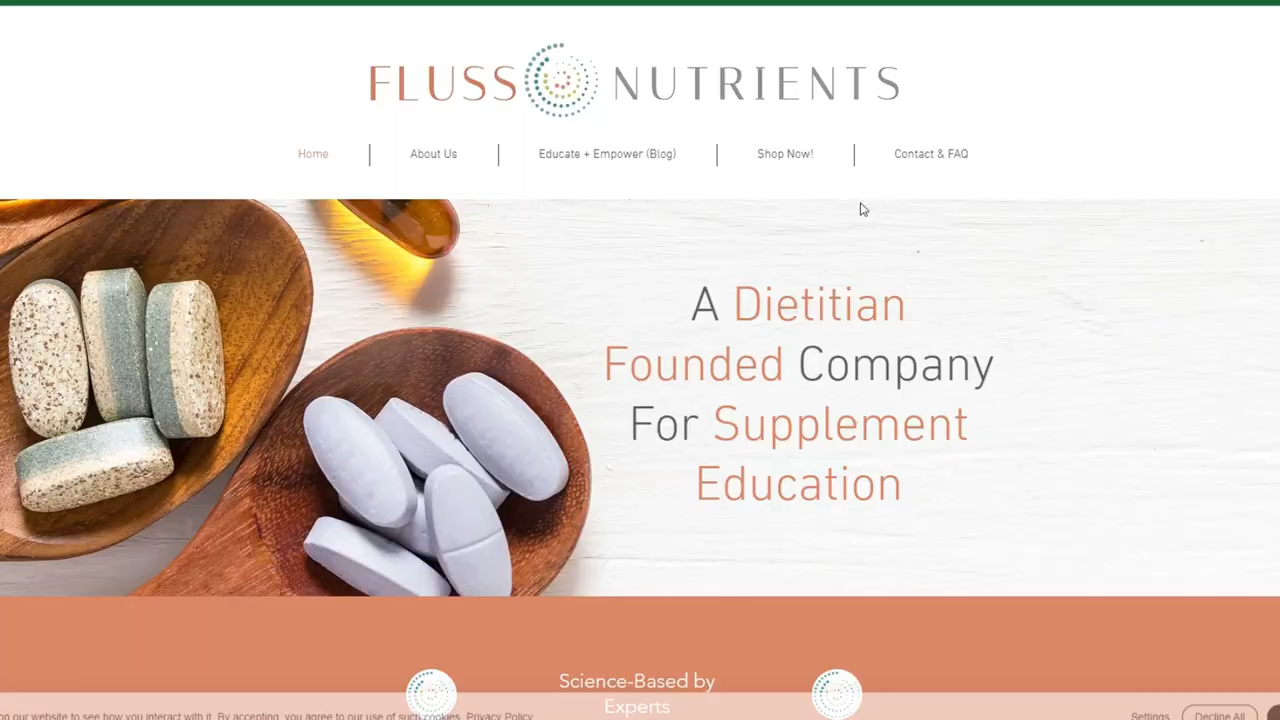 FLUSS NUTRIENTS
Home
About Us
Educate + Empower (Blog)
Shop Now!
Contact & FAQ
A Dietitian
Founded Company
For Supplement
Education
Science-Based by
Experts
on our website to see how you interact with it. By accepting, you agree to our use of such cookies. Privacy Policy
Settings
Decline All